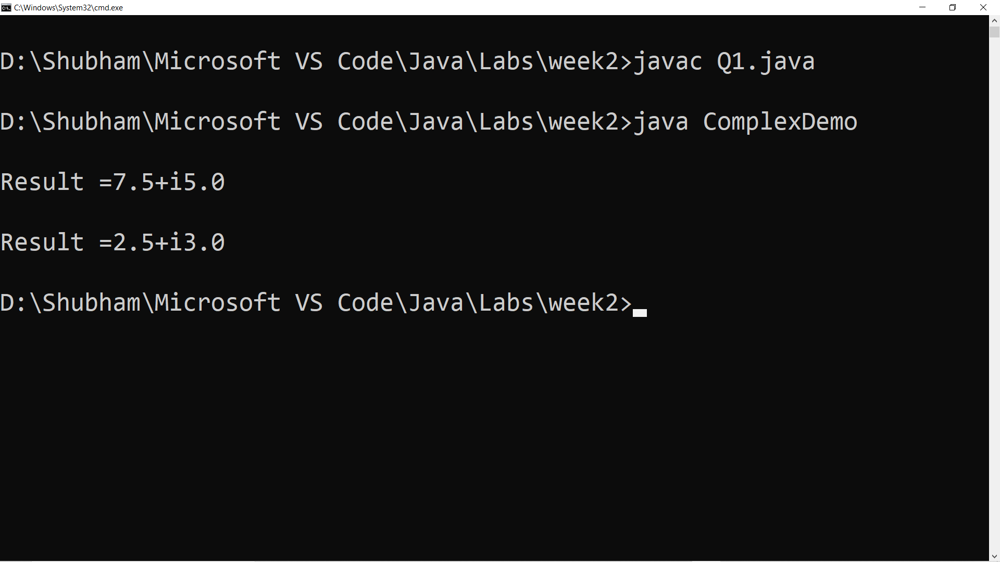 C:\Windows\System32\cmd.exe
D:\Shubham\Microsoft VS Code\Java\Labs\week2>javac Q1.java
D:\Shubham\Microsoft VS Code\Java\Labs\week2>java ComplexDemo
Result =7.5+i5.0
Result =2.5+i3.0
D:\Shubham\Microsoft VS Code\Java\Labs\week2>